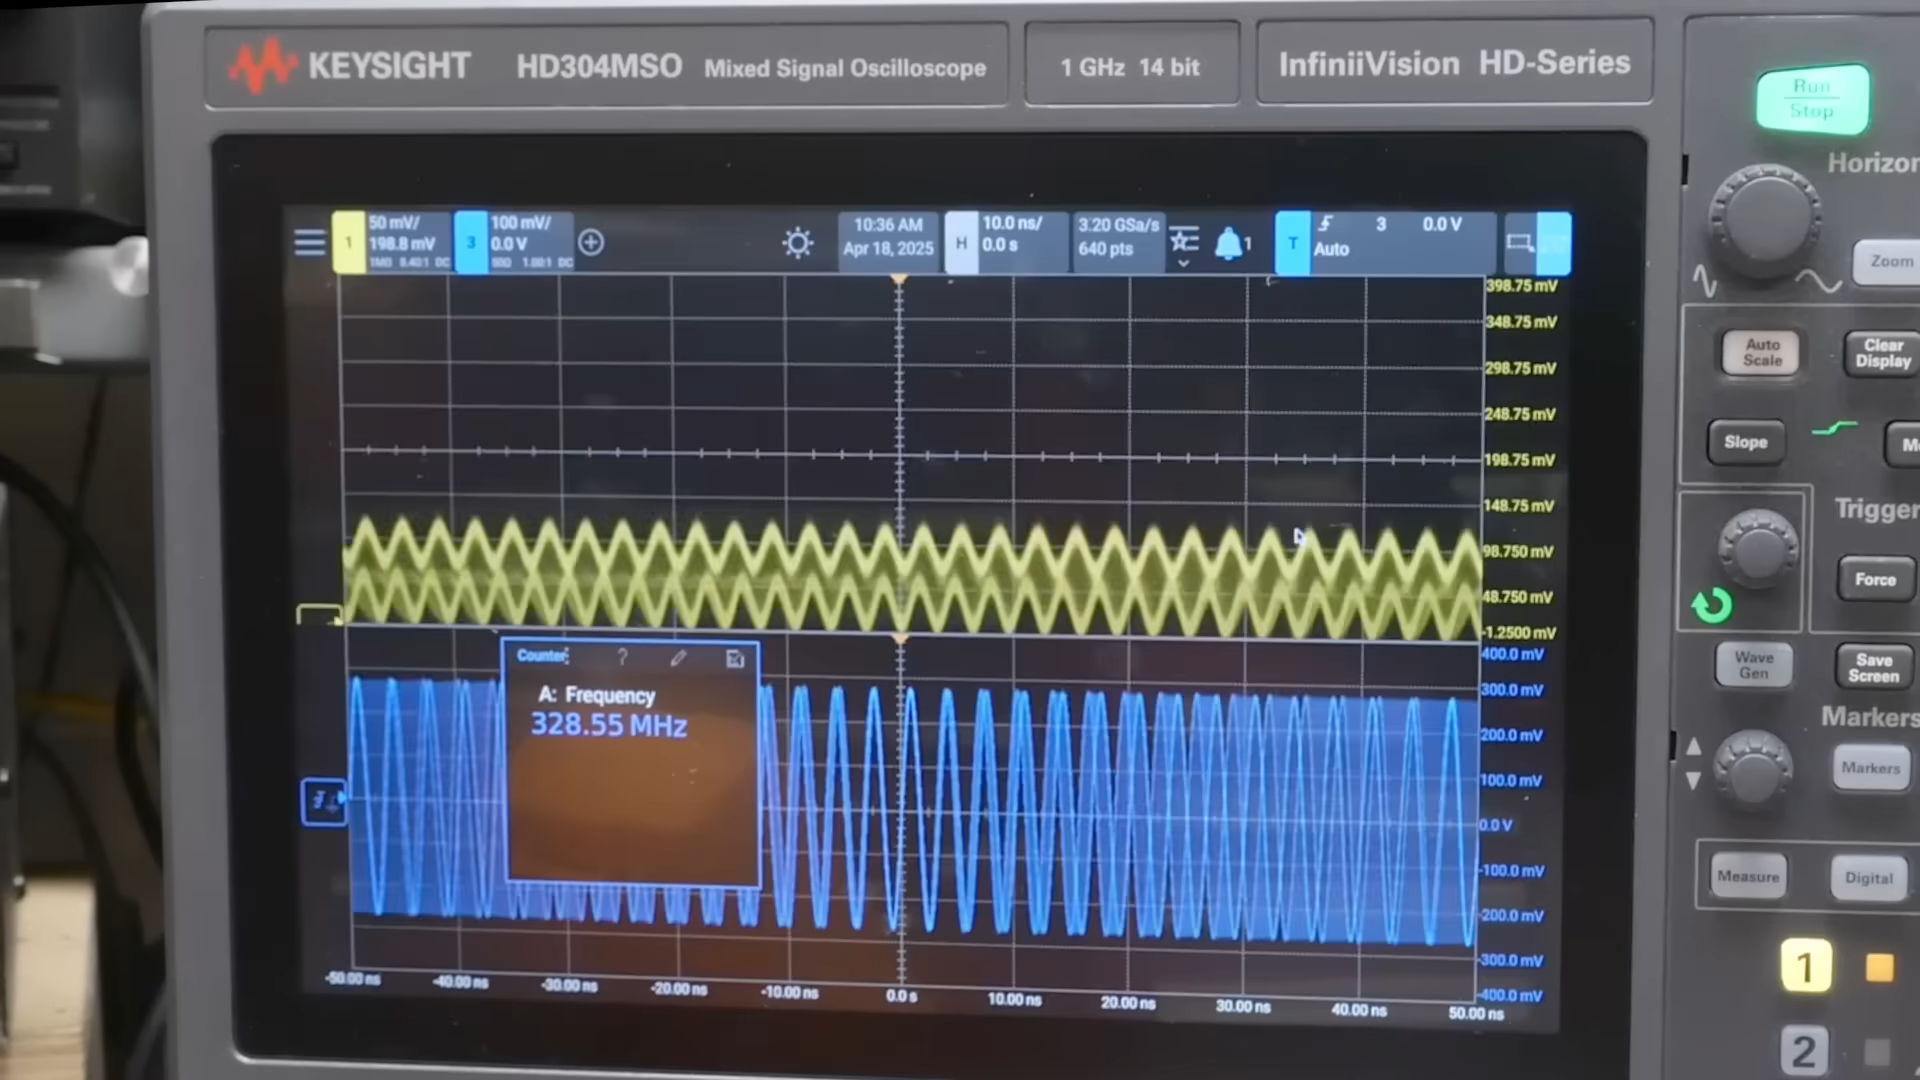 KEYSIGHT HD304MSO Mixed Signal Oscilloscope 1 GHz 14 bit InfiniiVision HD-Series
Run
Stop
Horizon
Zoom
1 50 mV/
198.8 mV
3 100 mV/
0.0 V
10:36 AM
Apr 18, 2025
H 10.0 ns/
0.0 s
3.20 GSa/s
640 pts
1
T 3 0.0 V
Auto
398.75 mV
348.75 mV
298.75 mV
248.75 mV
198.75 mV
148.75 mV
98.750 mV
48.750 mV
-1.2500 mV
400.0 mV
300.0 mV
200.0 mV
100.0 mV
0.0 V
-100.0 mV
-200.0 mV
-300.0 mV
-400.0 mV
Counter
?
A: Frequency
328.55 MHz
-50.00 ns -40.00 ns -30.00 ns -20.00 ns -10.00 ns 0.0 s 10.00 ns 20.00 ns 30.00 ns 40.00 ns 50.00 ns
Auto
Scale
Clear
Display
Slope
Trigger
Force
Wave
Gen
Save
Screen
Markers
Markers
Measure
Digital
1
2